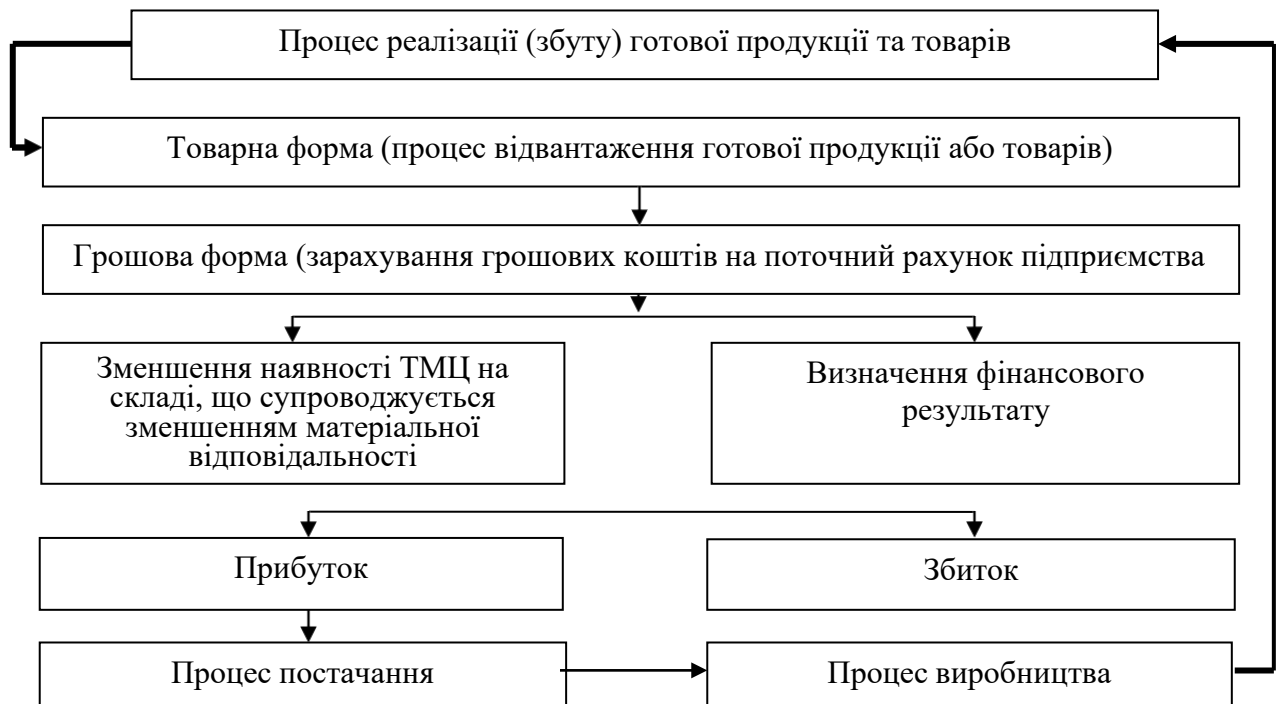 Процес реалізації (збуту) готової продукції та товарів
Товарна форма (процес відвантаження готової продукції або товарів)
Грошова форма (зарахування грошових коштів на поточний рахунок підприємства
Зменшення наявності ТМЦ на
складі, що супроводжується
зменшенням матеріальної
відповідальності
Визначення фінансового
результату
Прибуток
Збиток
Процес постачання
Процес виробництва